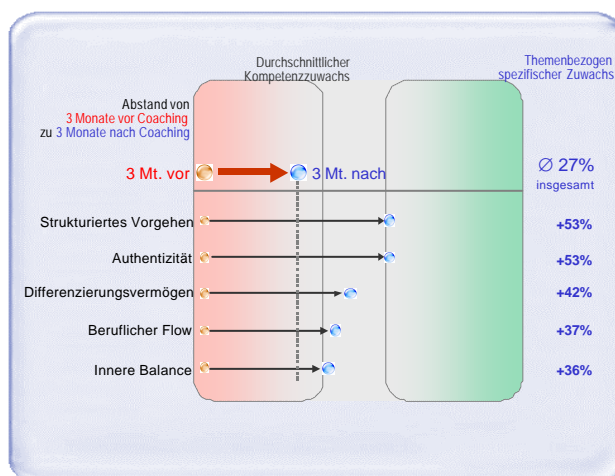 Durchschnittlicher
Kompetenzzuwachs
Themenbezogen
spezifischer Zuwachs
Abstand von
3 Monate vor Coaching
zu 3 Monate nach Coaching
3 Mt. vor
3 Mt. nach
∅ 27%
insgesamt
Strukturiertes Vorgehen
+53%
Authentizität
+53%
Differenzierungsvermögen
+42%
Beruflicher Flow
+37%
Innere Balance
+36%